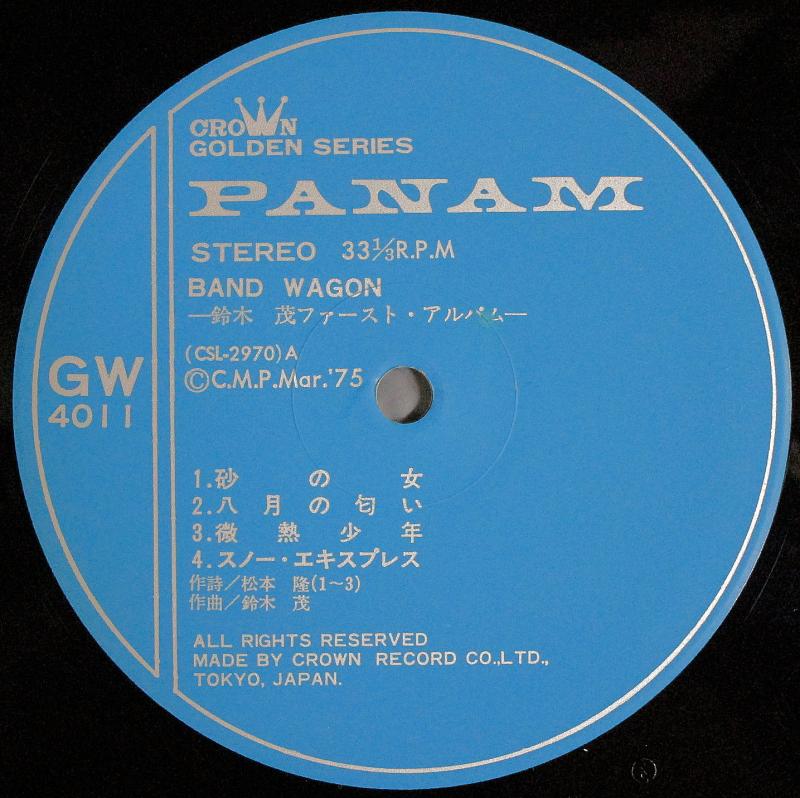 CROWN
GOLDEN SERIES
PANAM
STEREO 33⅓R.P.M
BAND WAGON
—鈴木 茂ファースト・アルバム—
(CSL-2970)A
©C.M.P.Mar.'75
GW
4011
1.砂の女
2.八月の匂い
3.微熱少年
4.スノー・エキスプレス
作詩/松本 隆(1~3)
作曲/鈴木 茂
ALL RIGHTS RESERVED
MADE BY CROWN RECORD CO.,LTD.,
TOKYO, JAPAN.